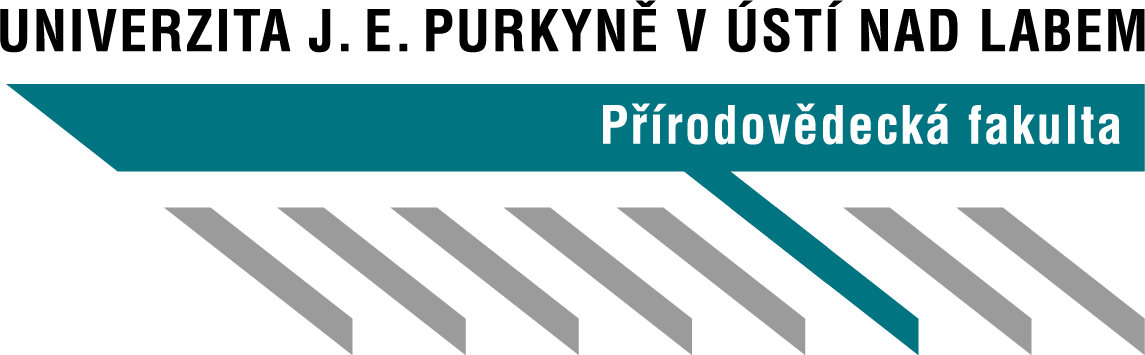 UNIVERZITA J. E. PURKYNĚ V ÚSTÍ NAD LABEM
Přírodovědecká fakulta